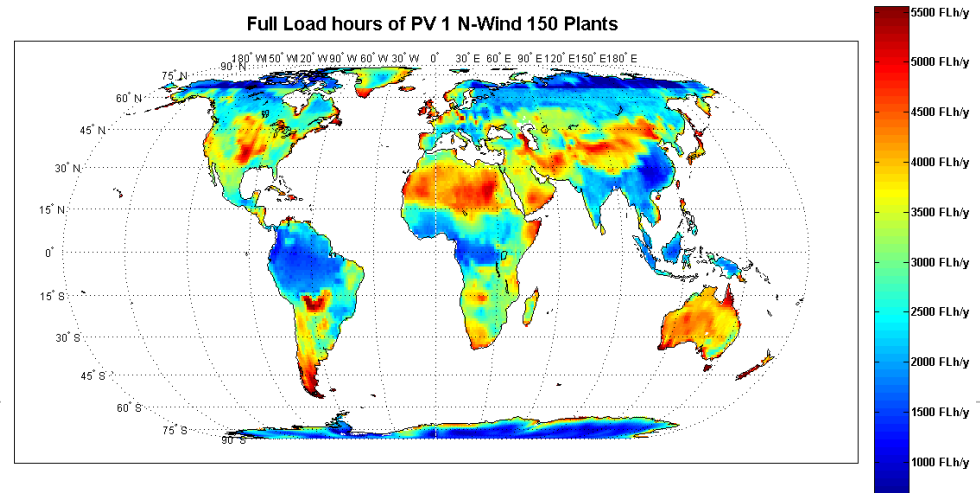 Full Load hours of PV 1 N-Wind 150 Plants
5500 FLh/y
5000 FLh/y
4500 FLh/y
4000 FLh/y
3500 FLh/y
3000 FLh/y
2500 FLh/y
2000 FLh/y
1500 FLh/y
1000 FLh/y
180° W 150° W 120° W 90° W 60° W 30° W 0° 30° E 60° E 90° E 120° E 150° E 180° E
90° N
75° N
60° N
45° N
30° N
15° N
0°
15° S
30° S
45° S
60° S
75° S
90° S